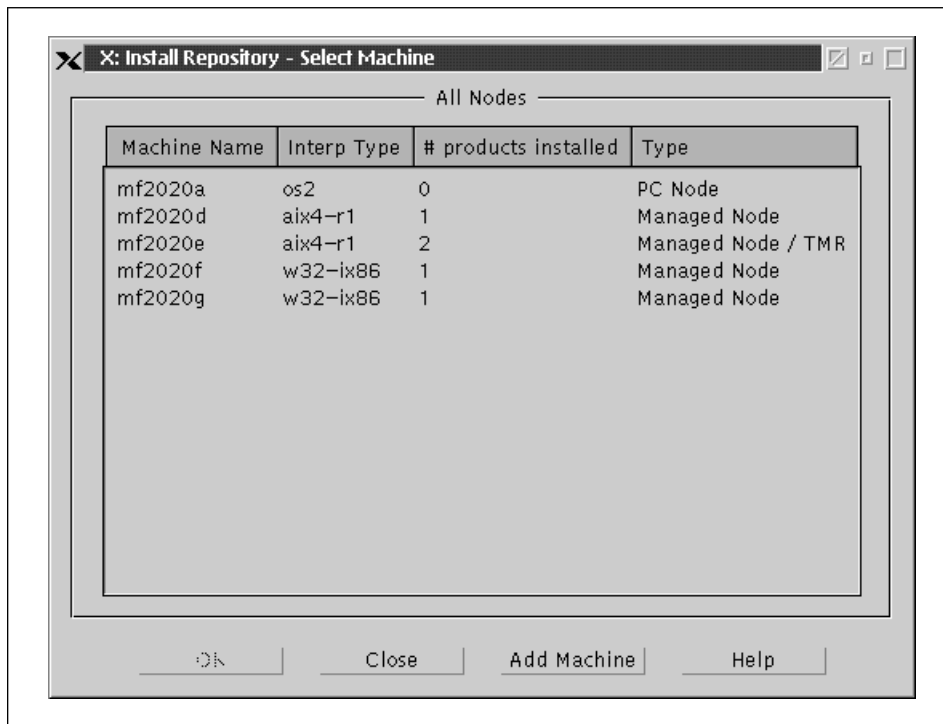 X: Install Repository - Select Machine
All Nodes
Machine Name Interp Type # products installed Type
mf2020a os2 0 PC Node
mf2020d aix4-r1 1 Managed Node
mf2020e aix4-r1 2 Managed Node / TMR
mf2020f w32-ix86 1 Managed Node
mf2020g w32-ix86 1 Managed Node
OK Close Add Machine Help